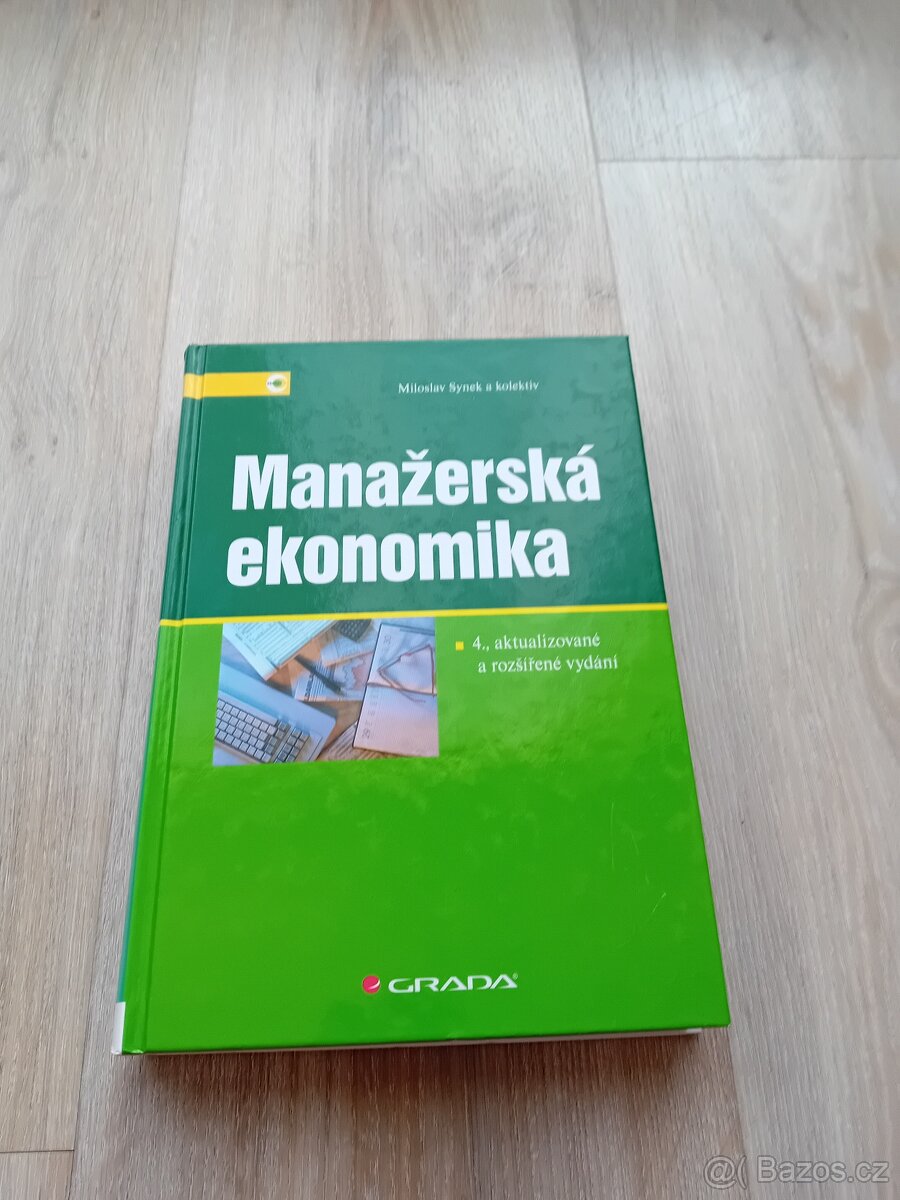 Miloslav Synek a kolektiv
Manažerská
ekonomika
4., aktualizované
a rozšířené vydání
GRADA®
@( Bazos.cz